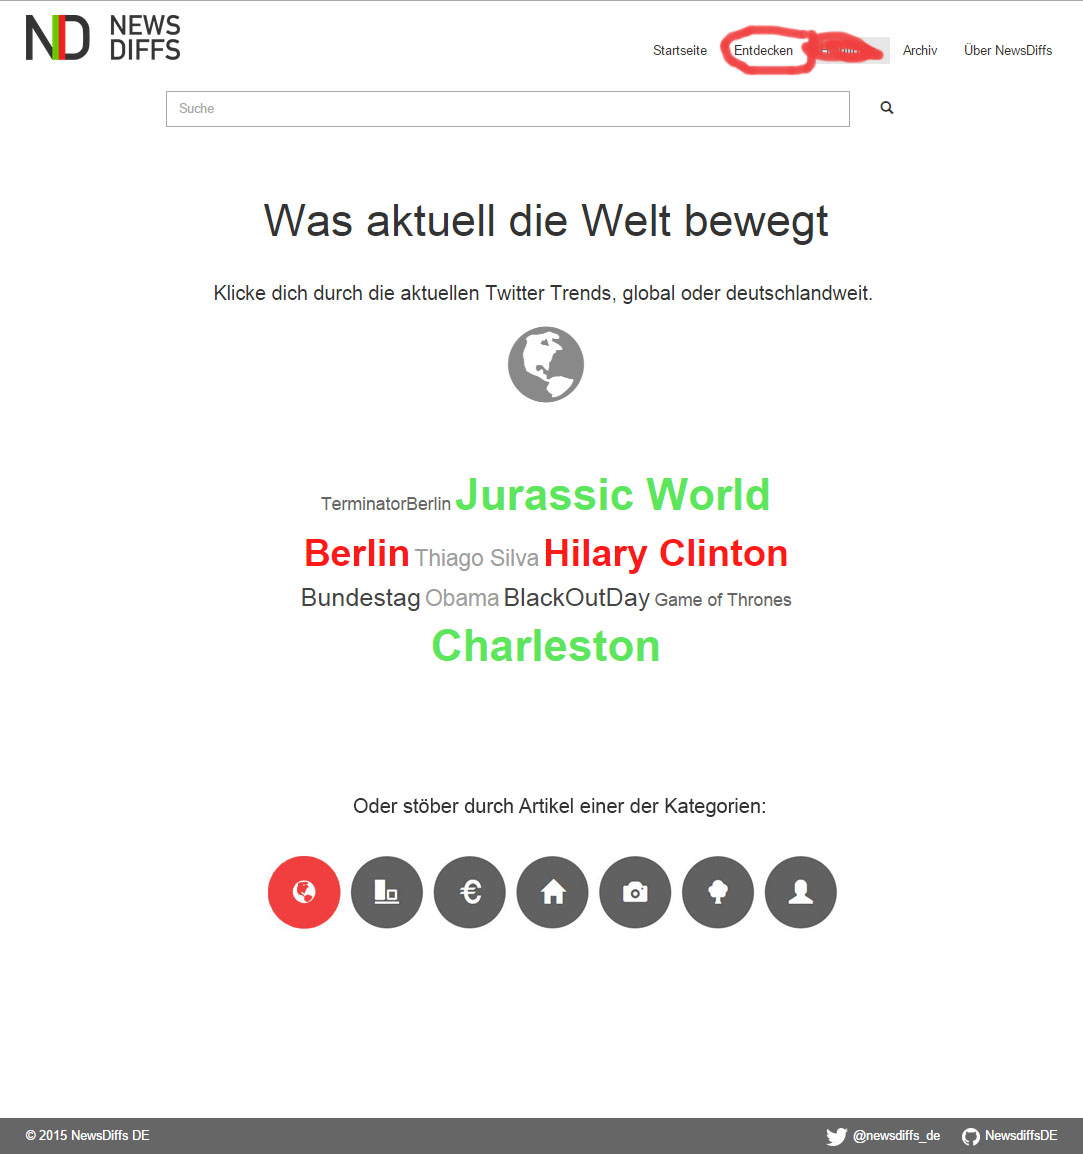 ND NEWS
DIFFS
Startseite Entdecken Archiv Über NewsDiffs
Suche
Was aktuell die Welt bewegt
Klicke dich durch die aktuellen Twitter Trends, global oder deutschlandweit.
TerminatorBerlin Jurassic World
Berlin Thiago Silva Hilary Clinton
Bundestag Obama BlackOutDay Game of Thrones
Charleston
Oder stöber durch Artikel einer der Kategorien:
€
© 2015 NewsDiffs DE @newsdiffs_de NewsdiffsDE